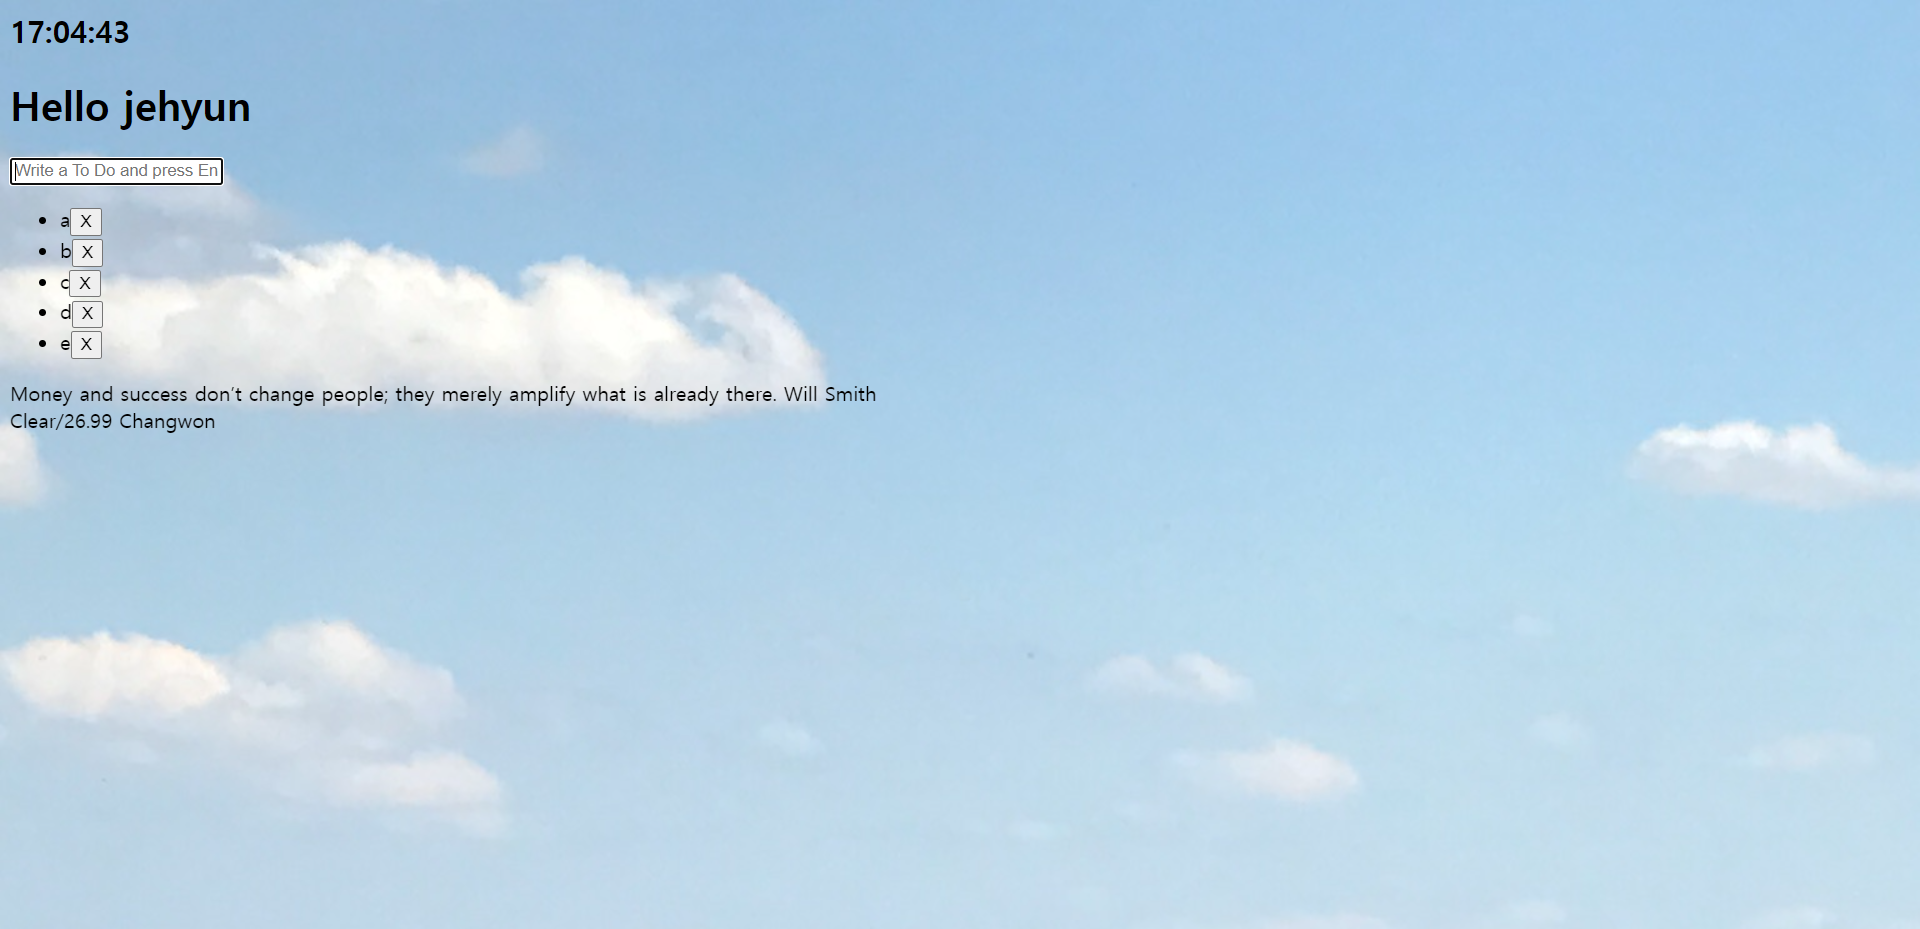 17:04:43
Hello jehyun
Write a To Do and press En
a X
b X
c X
d X
e X
Money and success don’t change people; they merely amplify what is already there. Will Smith
Clear/26.99 Changwon